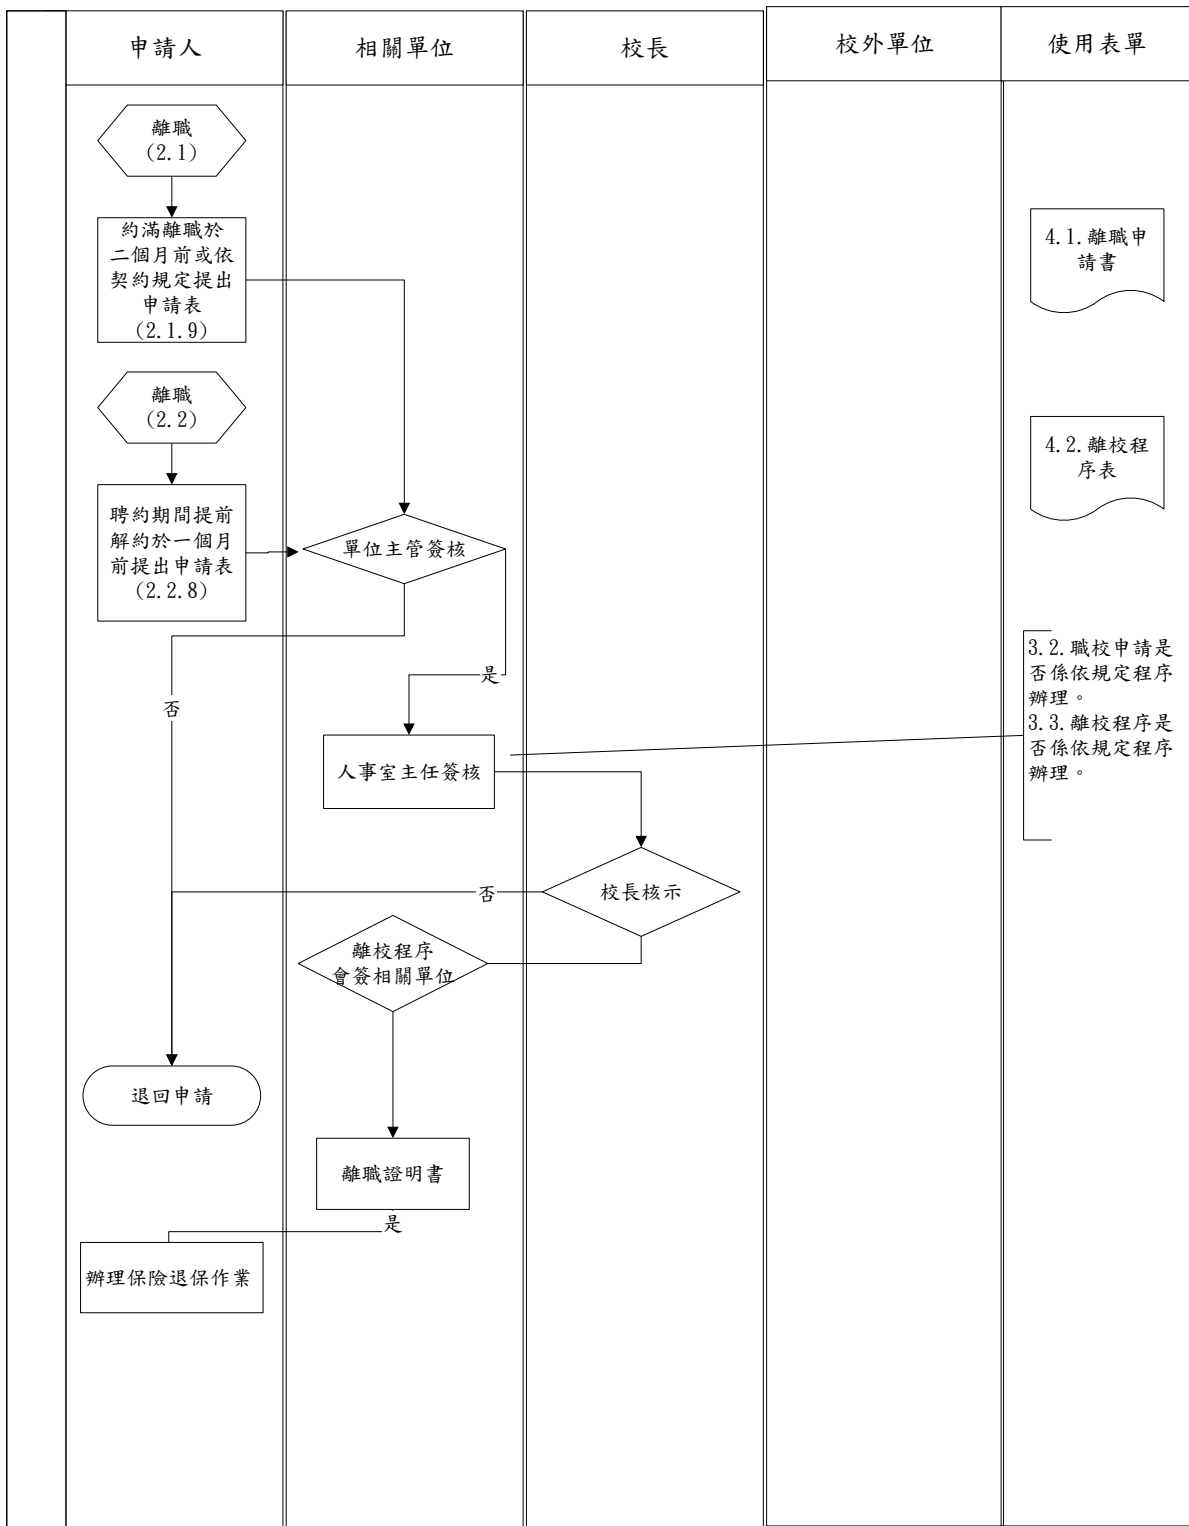 申請人
相關單位
校長
校外單位
使用表單
離職
(2.1)
約滿離職於
二個月前或依
契約規定提出
申請表
(2.1.9)
4.1.離職申
請書
離職
(2.2)
4.2.離校程
序表
聘約期間提前
解約於一個月
前提出申請表
(2.2.8)
單位主管簽核
是
否
3.2.職校申請是
否係依規定程序
辦理。
3.3.離校程序是
否係依規定程序
辦理。
人事室主任簽核
校長核示
否
離校程序
會簽相關單位
退回申請
離職證明書
是
辦理保險退保作業